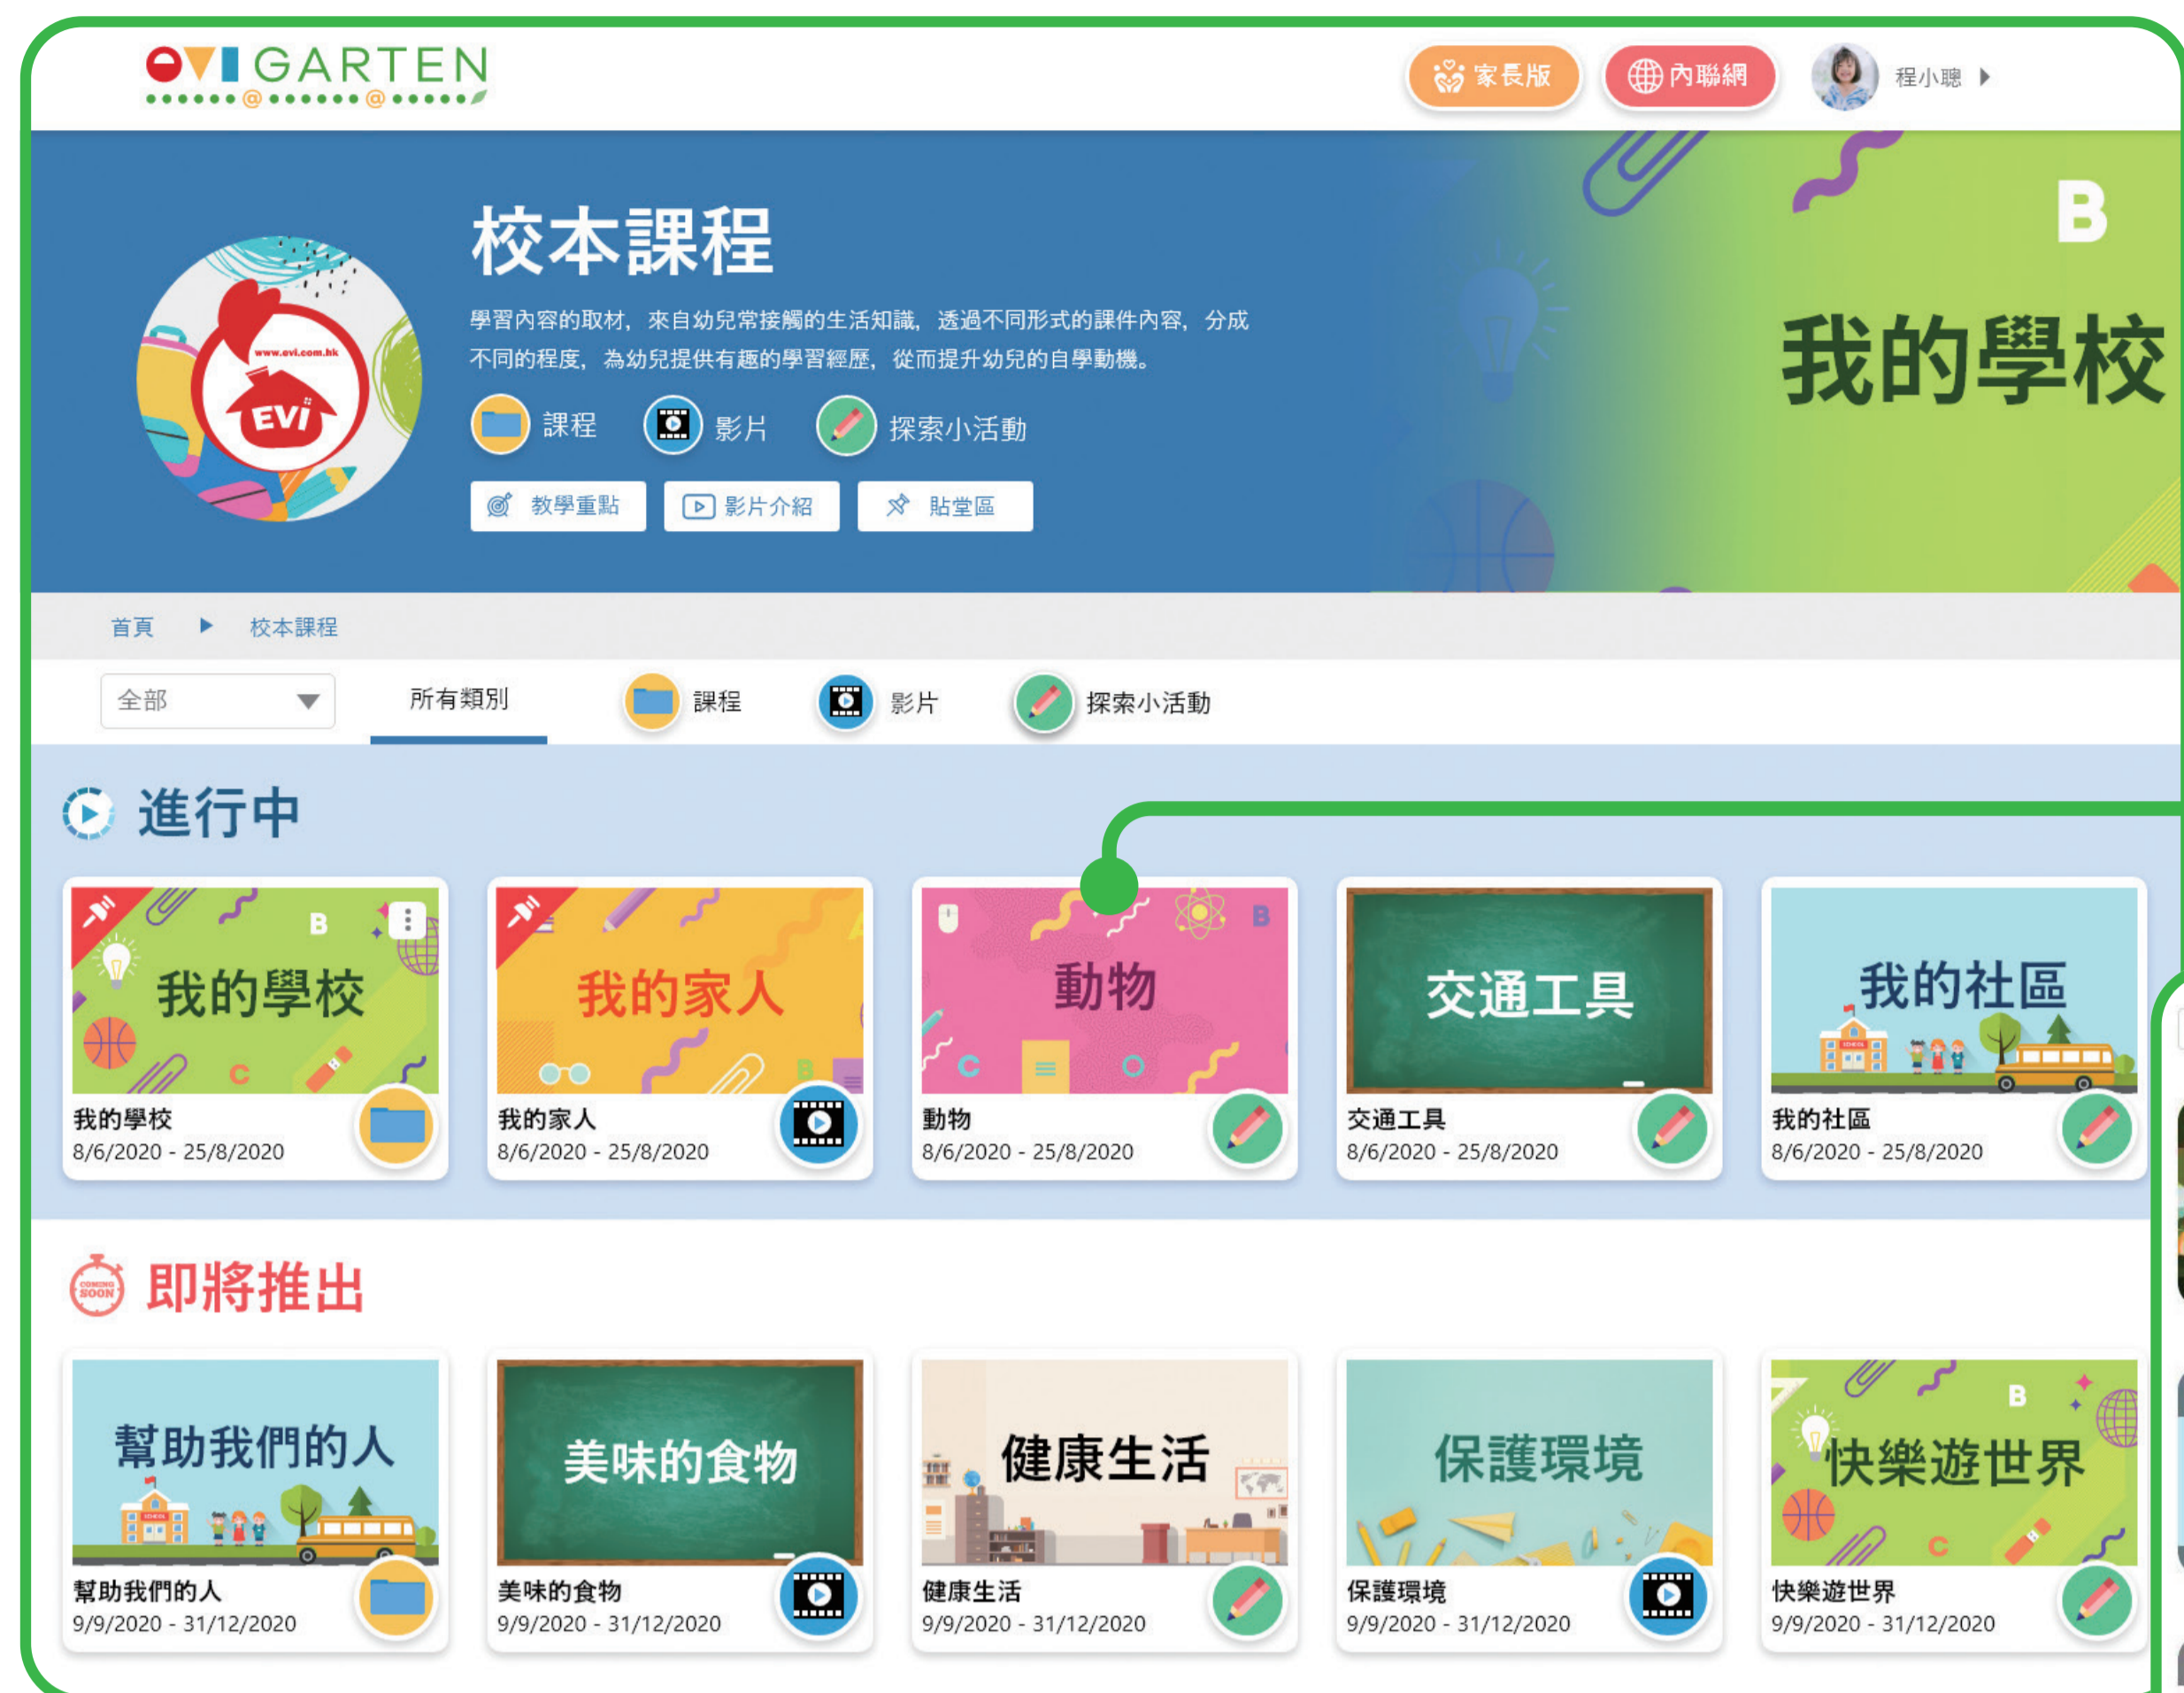 EVI GARTEN
家長版
內聯網
程小聰
校本課程
學習內容的取材，來自幼兒常接觸的生活知識，透過不同形式的課件內容，分成
不同的程度，為幼兒提供有趣的學習經歷，從而提升幼兒的自學動機。
www.evi.com.hk
EVI
課程
影片
探索小活動
教學重點
影片介紹
貼堂區
B
我的學校
首頁
校本課程
全部
所有類別
課程
影片
探索小活動
進行中
B
我的學校
C
我的學校
8/6/2020 - 25/8/2020
我的家人
B
我的家人
8/6/2020 - 25/8/2020
B
動物
C
動物
8/6/2020 - 25/8/2020
交通工具
交通工具
8/6/2020 - 25/8/2020
我的社區
SCHOOL
我的社區
8/6/2020 - 25/8/2020
COMING
SOON
即將推出
幫助我們的人
SCHOOL
幫助我們的人
9/9/2020 - 31/12/2020
美味的食物
美味的食物
9/9/2020 - 31/12/2020
健康生活
健康生活
9/9/2020 - 31/12/2020
保護環境
保護環境
9/9/2020 - 31/12/2020
B
快樂遊世界
C
快樂遊世界
9/9/2020 - 31/12/2020